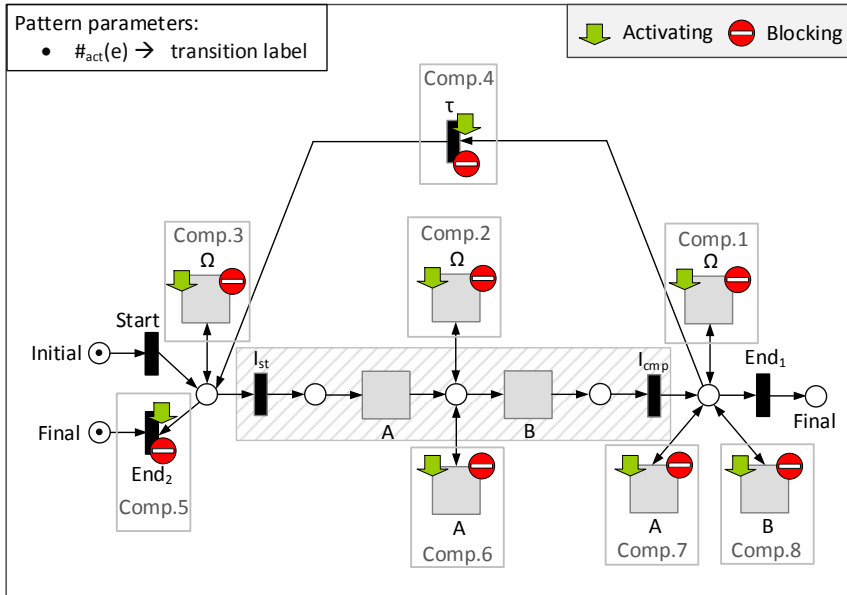 Pattern parameters:
• #act(e) → transition label
Activating
Blocking
Comp.4
τ
Comp.3
Ω
Comp.2
Ω
Comp.1
Ω
Start
Initial
Ist
Icmp
End1
A
B
Final
Final
End2
Comp.5
A
Comp.6
A
Comp.7
B
Comp.8